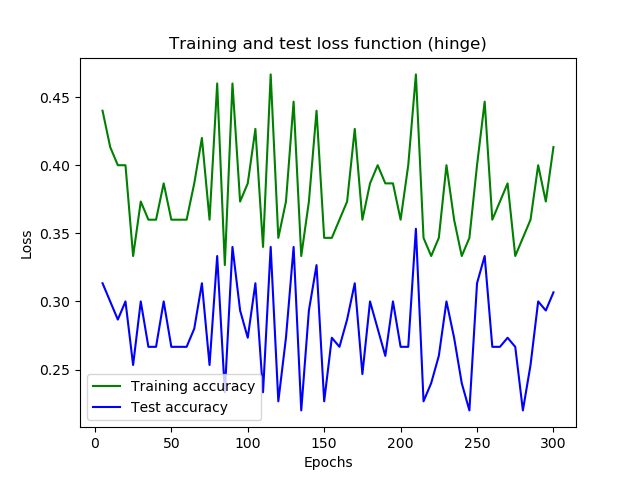 Training and test loss function (hinge)
0.45
0.40
0.35
0.30
0.25
Loss
Training accuracy
Test accuracy
0 50 100 150 200 250 300
Epochs